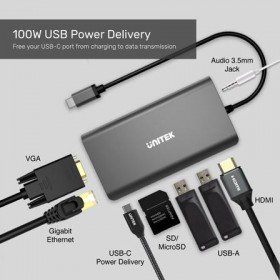 100W USB Power Delivery
Free your USB-C port from charging to data transmission
Audio 3.5mm
Jack
UNITEK
VGA
HDMI
Gigabit
Ethernet
USB-C
Power Delivery
SD/
MicroSD
USB-A